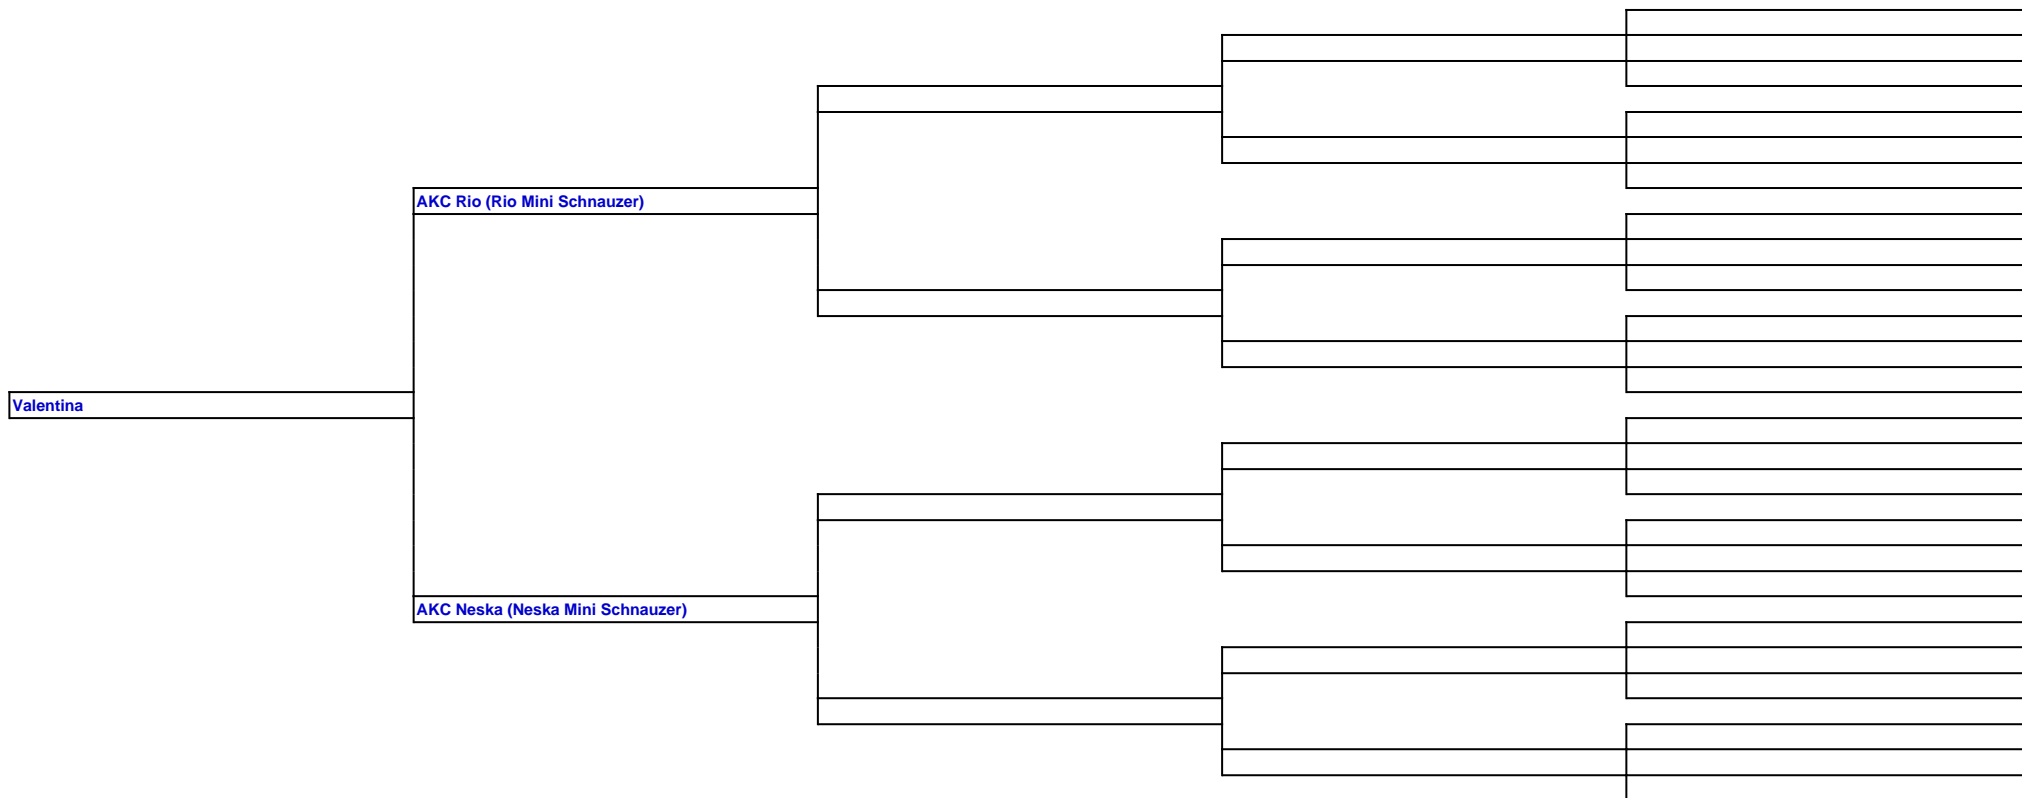 AKC Rio (Rio Mini Schnauzer)
Valentina
AKC Neska (Neska Mini Schnauzer)